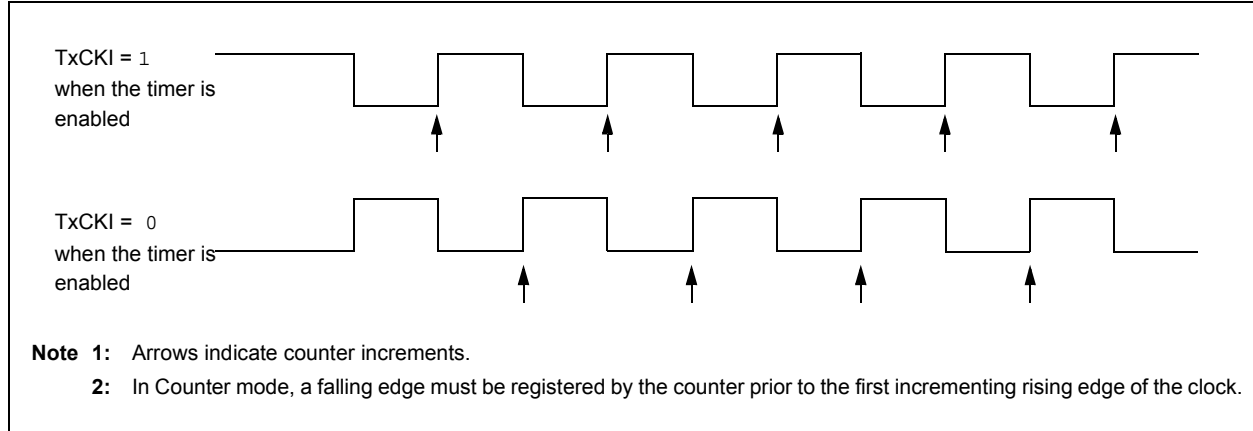 TxCKI = 1
when the timer is
enabled
TxCKI = 0
when the timer is
enabled
Note 1: Arrows indicate counter increments.
2: In Counter mode, a falling edge must be registered by the counter prior to the first incrementing rising edge of the clock.